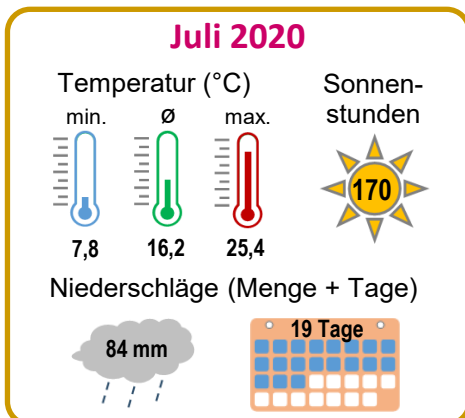 Juli 2020
Temperatur (°C)
min. ø max.
7,8 16,2 25,4
Sonnen-
stunden
170
Niederschläge (Menge + Tage)
84 mm
19 Tage